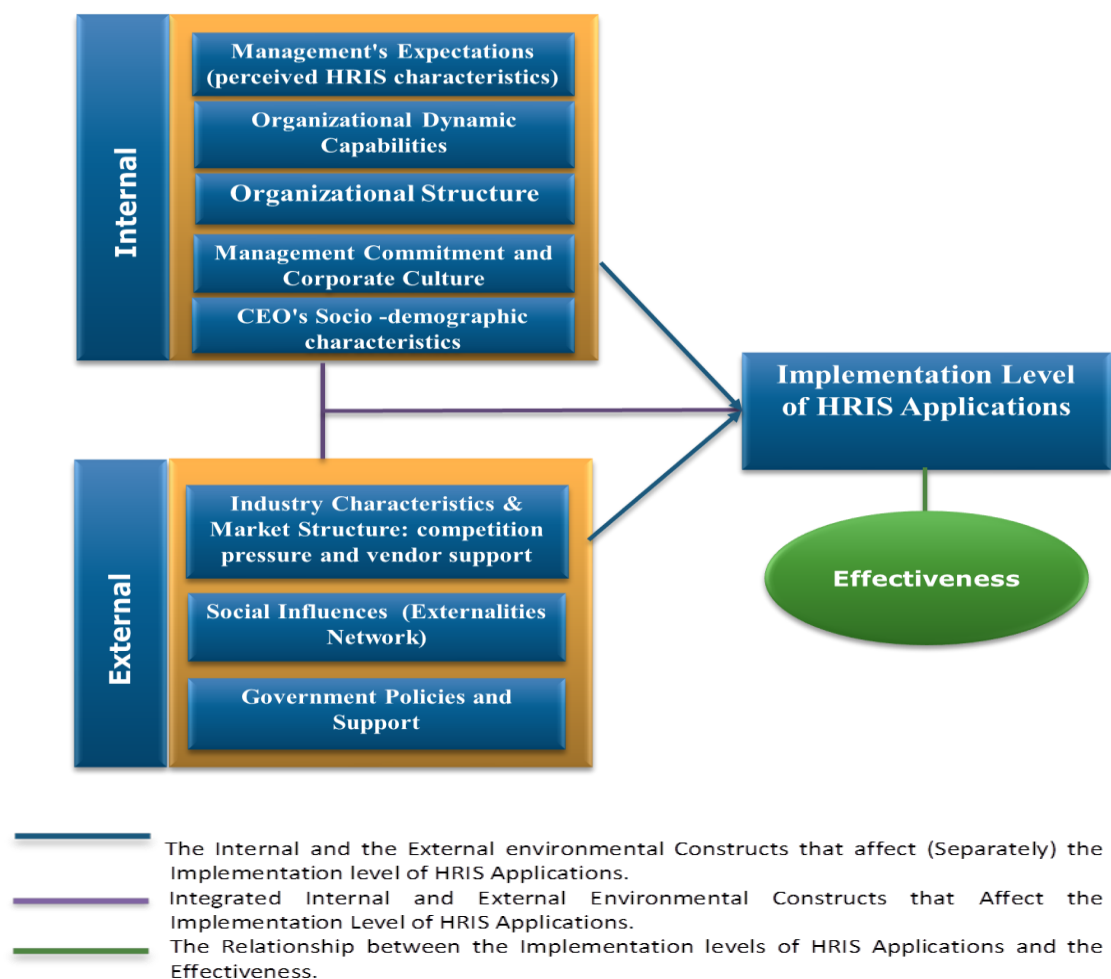 Internal
Management's Expectations
(perceived HRIS characteristics)
Organizational Dynamic
Capabilities
Organizational Structure
Management Commitment and
Corporate Culture
CEO's Socio -demographic
characteristics
Implementation Level
of HRIS Applications
External
Industry Characteristics &
Market Structure: competition
pressure and vendor support
Social Influences (Externalities
Network)
Government Policies and
Support
Effectiveness
The Internal and the External environmental Constructs that affect (Separately) the
Implementation level of HRIS Applications.
Integrated Internal and External Environmental Constructs that Affect the
Implementation Level of HRIS Applications.
The Relationship between the Implementation levels of HRIS Applications and the
Effectiveness.